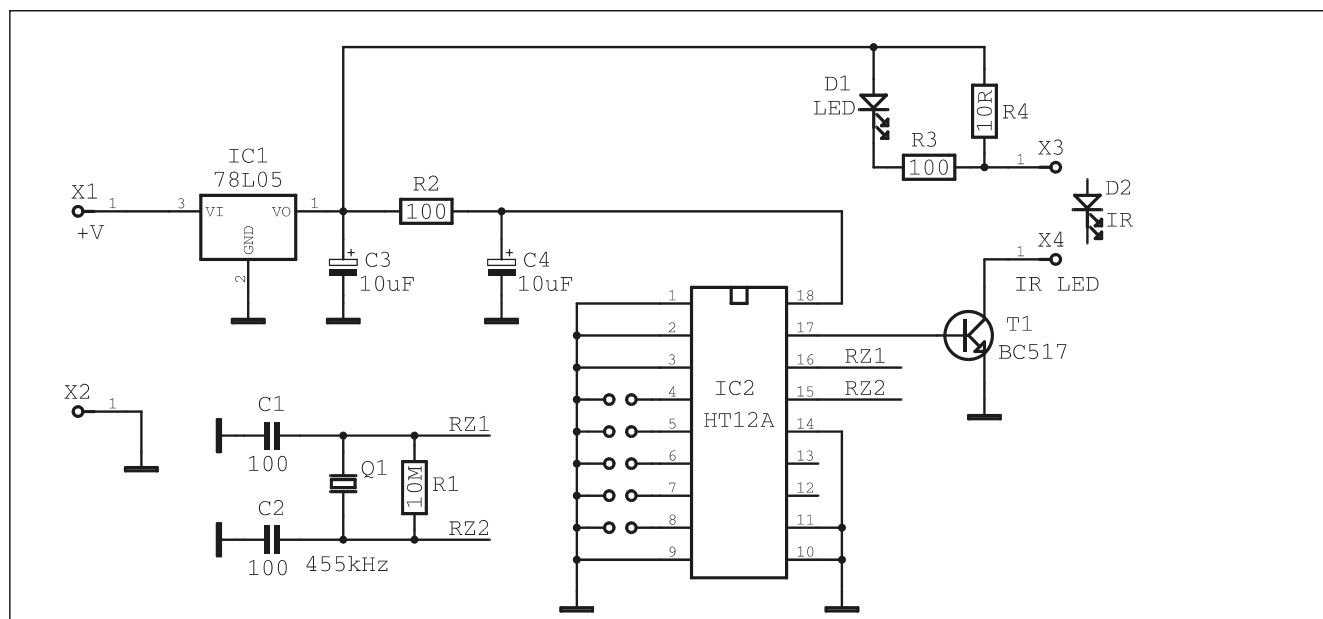 D1
LED
10R
R4
R3
100
1
X3
D2
IR
IC1
78L05
X1
1
+V
3
VI
VO
GND
1
2
R2
100
+
C3
10uF
+
C4
10uF
1
X4
IR LED
T1
BC517
1
2
3
4
5
6
7
8
9
IC2
HT12A
18
17
16
15
14
13
12
11
10
RZ1
RZ2
X2
1
C1
100
RZ1
Q1
10M
R1
C2
100
455kHz
RZ2